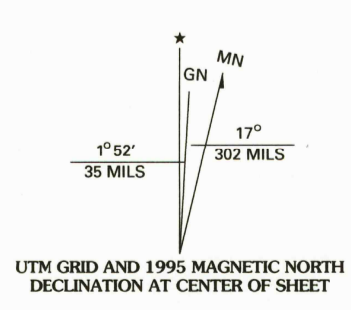 MN
GN
17°
302 MILS
1° 52'
35 MILS
UTM GRID AND 1995 MAGNETIC NORTH
DECLINATION AT CENTER OF SHEET